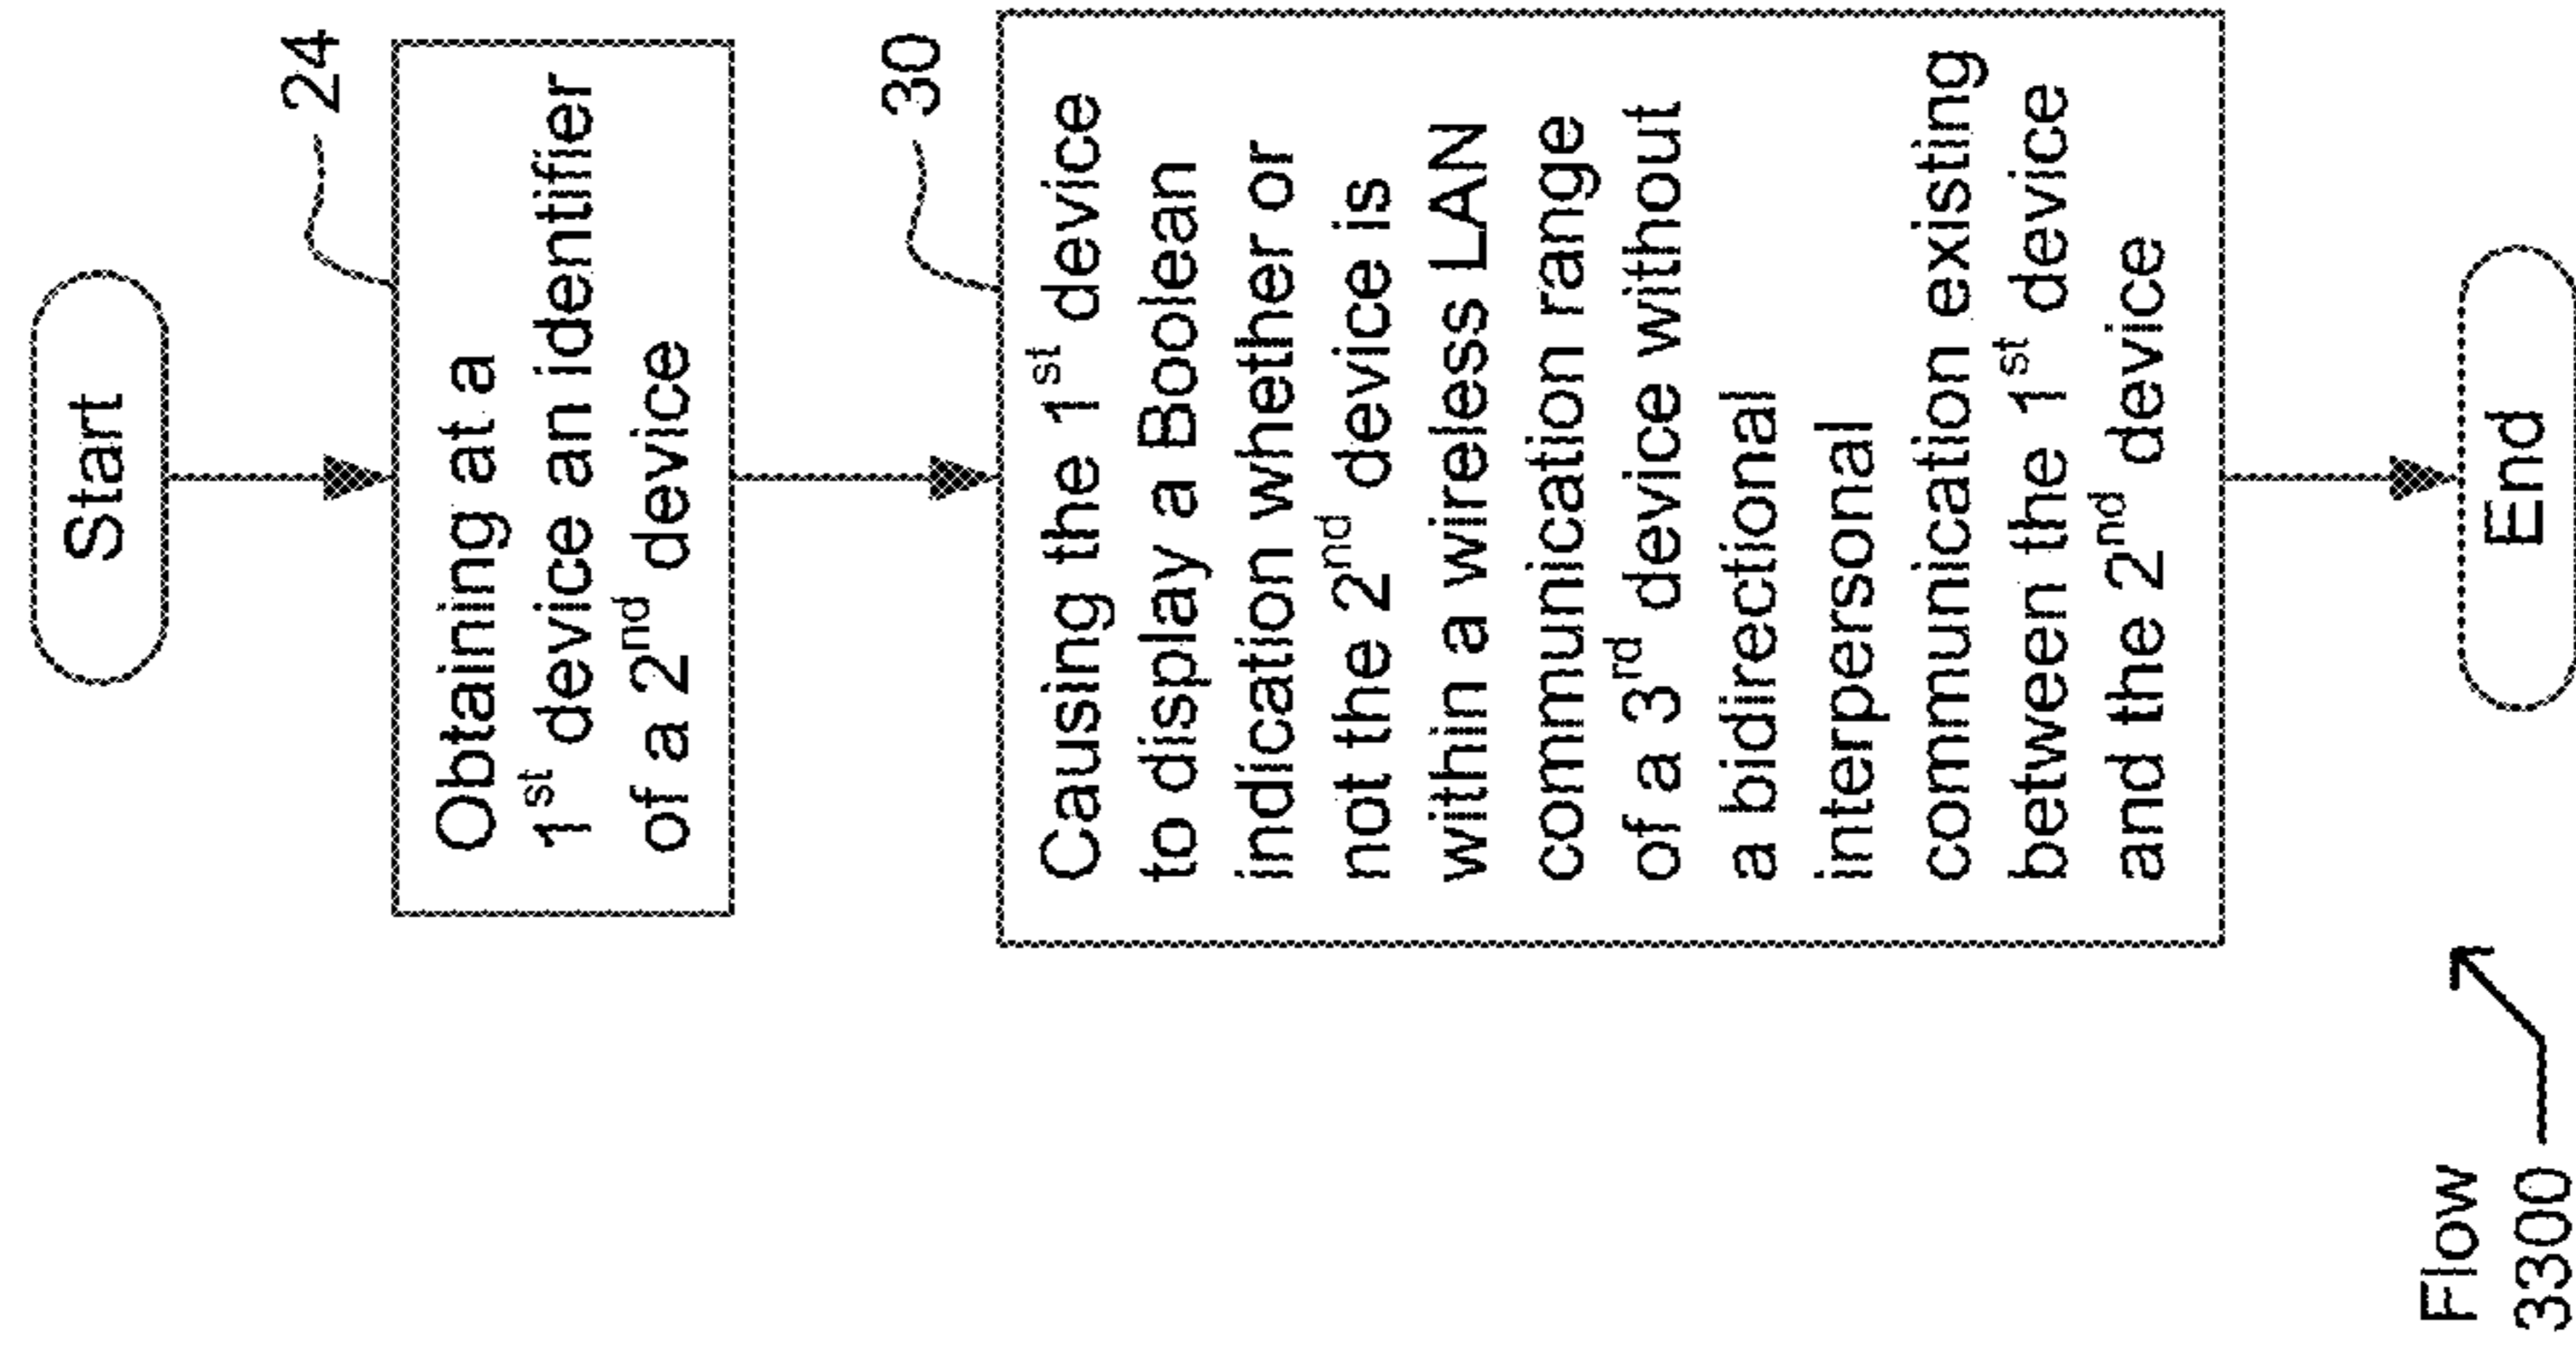 Start
24
Obtaining at a
1st device an identifier
of a 2nd device
30
Causing the 1st device
to display a Boolean
indication whether or
not the 2nd device is
within a wireless LAN
communication range
of a 3rd device without
a bidirectional
interpersonal
communication existing
between the 1st device
and the 2nd device
End
Flow
3300